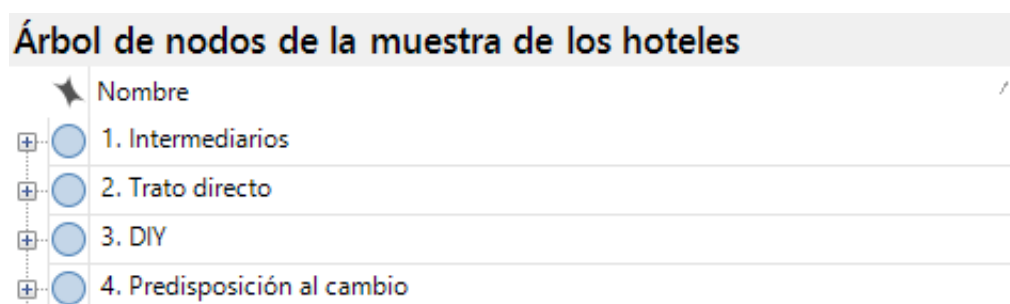 Árbol de nodos de la muestra de los hoteles
Nombre
1. Intermediarios
2. Trato directo
3. DIY
4. Predisposición al cambio